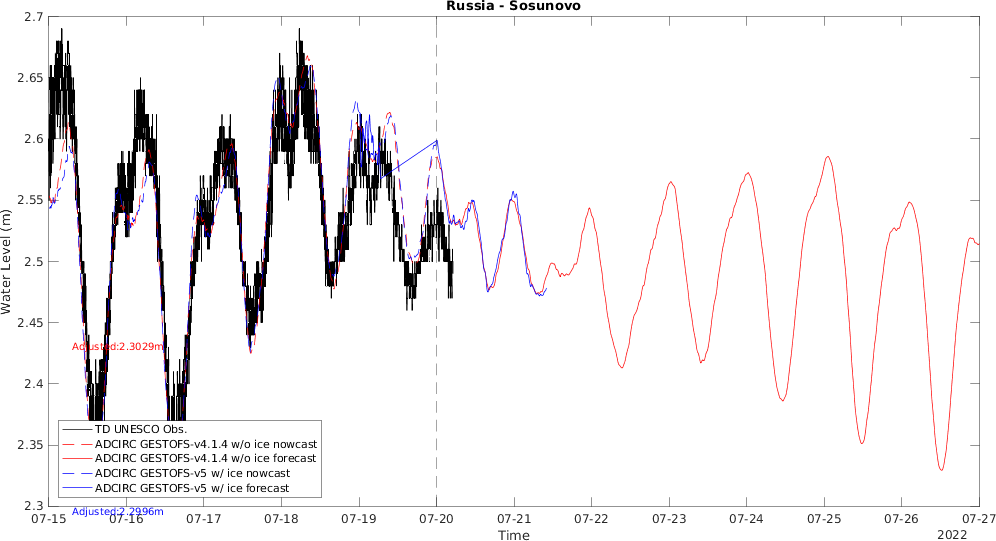 Russia - Sosunovo
2.7
2.65
2.6
2.55
2.5
2.45
2.4
2.35
2.3
Water Level (m)
Adjusted:2.3029m
TD UNESCO Obs.
ADCIRC GESTOFS-v4.1.4 w/o ice nowcast
ADCIRC GESTOFS-v4.1.4 w/o ice forecast
ADCIRC GESTOFS-v5 w/ ice nowcast
ADCIRC GESTOFS-v5 w/ ice forecast
Adjusted:2.2996m
07-15 07-16 07-17 07-18 07-19 07-20 07-21 07-22 07-23 07-24 07-25 07-26 07-27
Time
2022